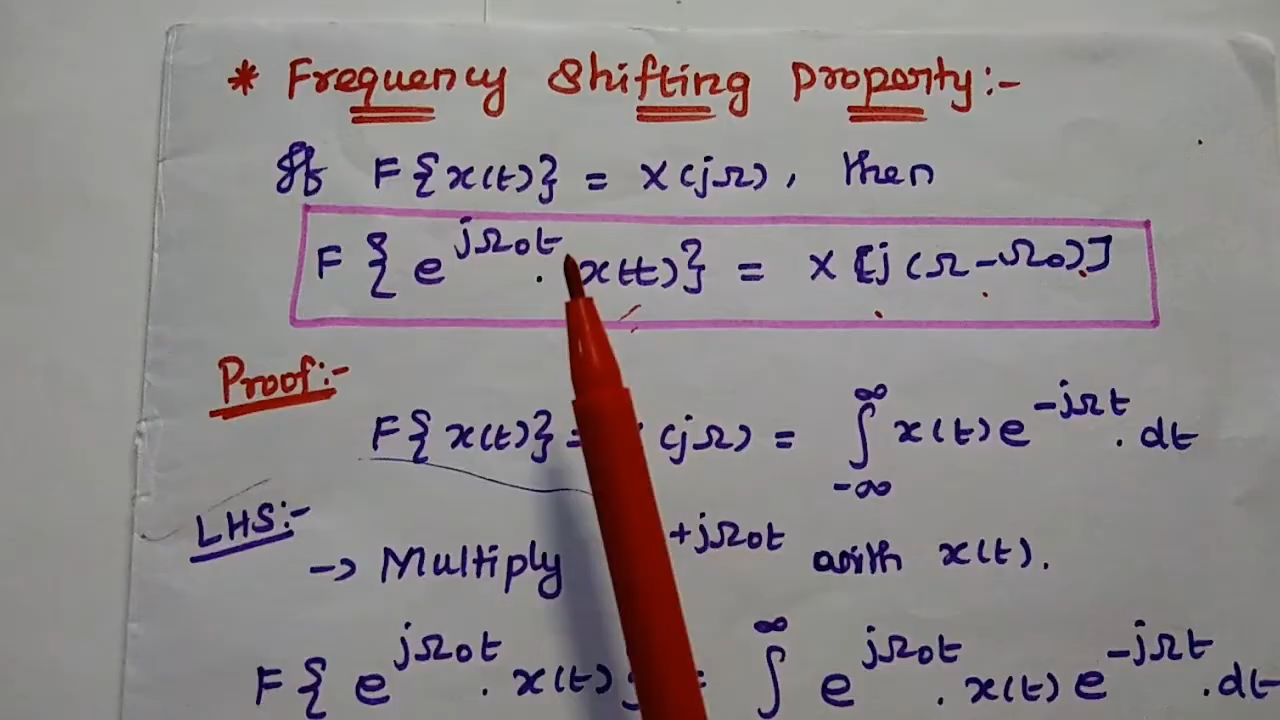 * Frequency Shifting Property:-
If F{x(t)} = X(jΩ), then
F{e^{jΩ₀t}. x(t)} = X[j(Ω-Ω₀)]
Proof:-
F{x(t)} = (jΩ) = ∫_{-∞}^{∞} x(t)e^{-jΩt}.dt
LHS:-
→ Multiply +jΩ₀t with x(t).
F{e^{jΩ₀t}. x(t)} = ∫^{∞} e^{jΩ₀t}. x(t)e^{-jΩt}.dt